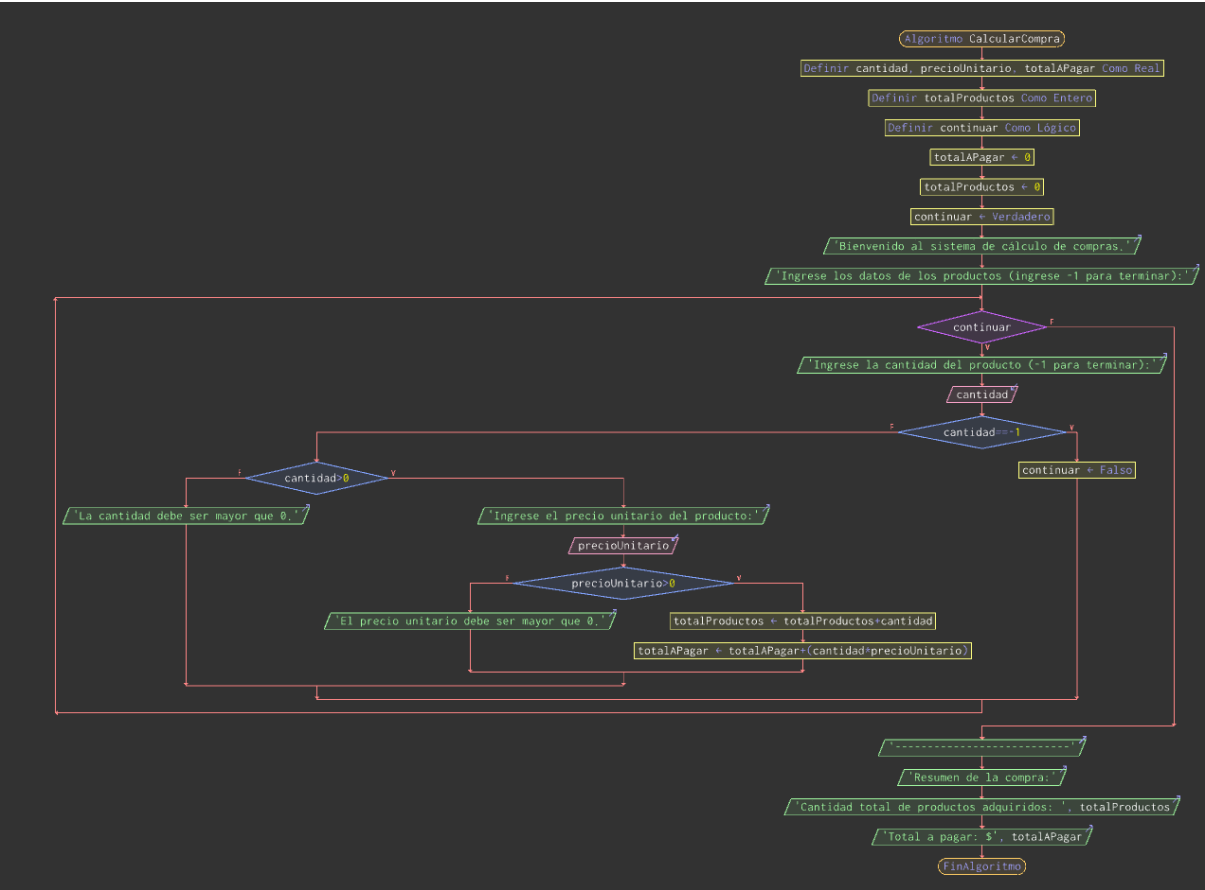 Algoritmo CalcularCompra
Definir cantidad, precioUnitario, totalAPagar Como Real
Definir totalProductos Como Entero
Definir continuar Como Lógico
totalAPagar ← 0
totalProductos ← 0
continuar ← Verdadero
'Bienvenido al sistema de cálculo de compras.'
'Ingrese los datos de los productos (ingrese -1 para terminar):'
continuar
F
V
'Ingrese la cantidad del producto (-1 para terminar):'
cantidad
F
cantidad==-1
V
continuar ← Falso
F
cantidad>0
V
'La cantidad debe ser mayor que 0.'
'Ingrese el precio unitario del producto:'
precioUnitario
F
precioUnitario>0
V
'El precio unitario debe ser mayor que 0.'
totalProductos ← totalProductos+cantidad
totalAPagar ← totalAPagar+(cantidad*precioUnitario)
'--------------------------'
'Resumen de la compra:'
'Cantidad total de productos adquiridos: ', totalProductos
'Total a pagar: $', totalAPagar
FinAlgoritmo